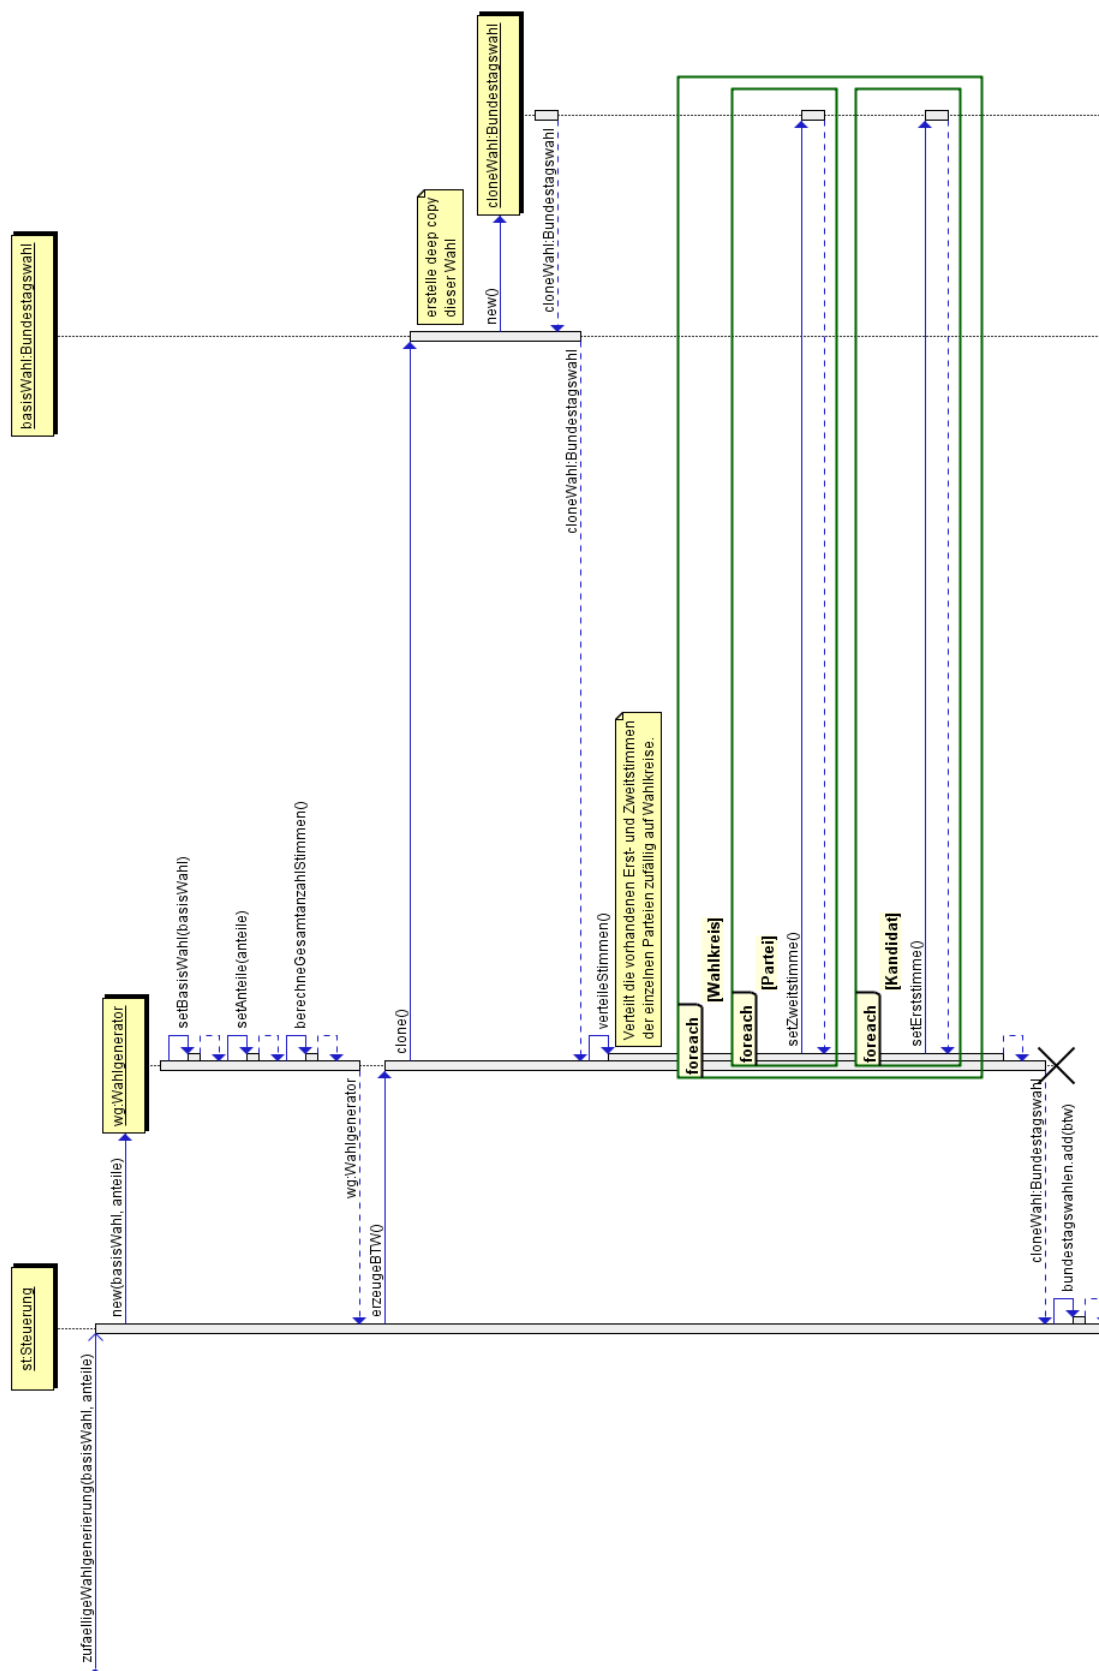 st:Steuerung
basisWahl:Bundestagswahl
zufaelligeWahlgenerierung(basisWahl, anteile)
new(basisWahl, anteile)
wg:Wahlgenerator
setBasisWahl(basisWahl)
setAnteile(anteile)
berechneGesamtanzahlStimmen()
wg:Wahlgenerator
erzeugeBTW()
clone()
erstelle deep copy
dieser Wahl
new()
cloneWahl:Bundestagswahl
cloneWahl:Bundestagswahl
cloneWahl:Bundestagswahl
verteileStimmen()
Verteilt die vorhandenen Erst- und Zweitstimmen
der einzelnen Parteien zufällig auf Wahlkreise.
foreach
[Wahlkreis]
foreach
[Partei]
setZweitstimme()
foreach
[Kandidat]
setErststimme()
cloneWahl:Bundestagswahl
bundestagswahlen.add(btw)